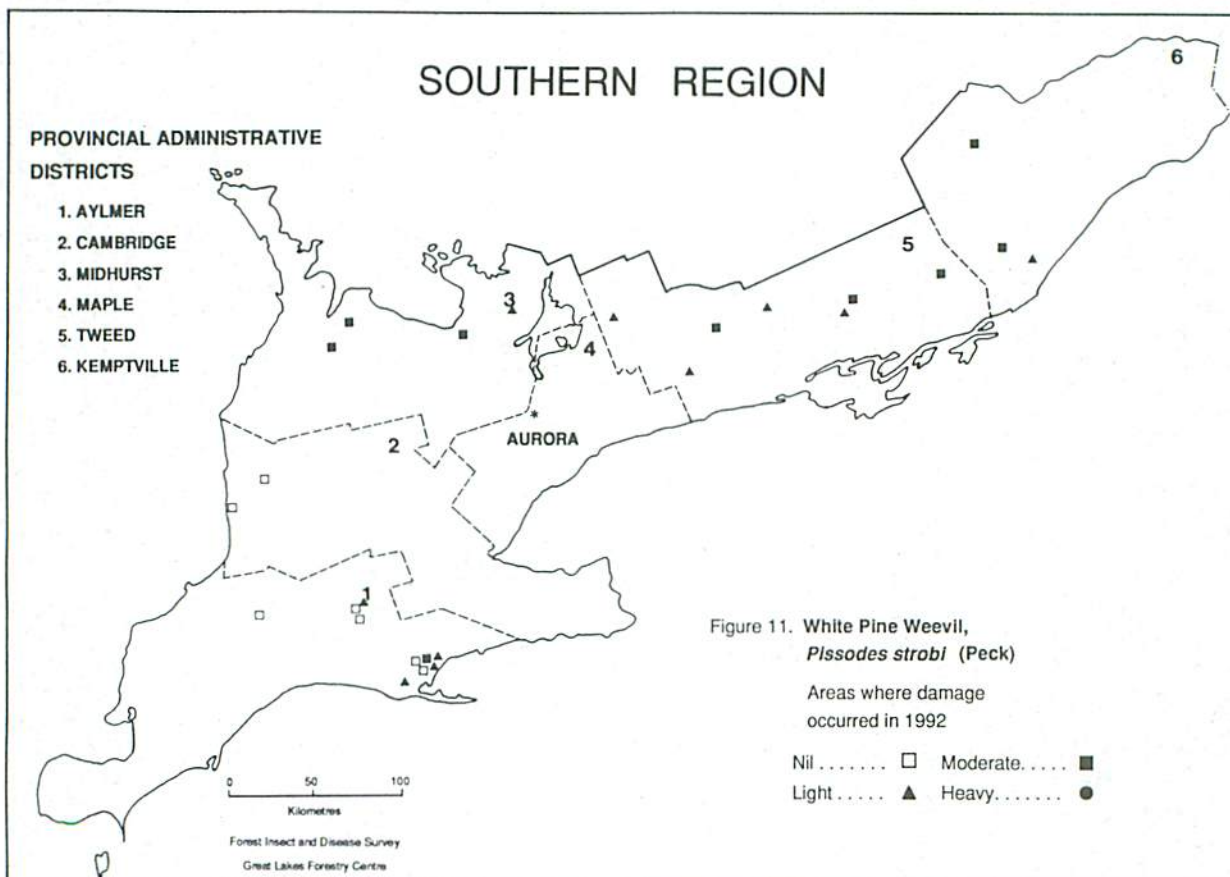 SOUTHERN REGION
PROVINCIAL ADMINISTRATIVE
DISTRICTS
1. AYLMER
2. CAMBRIDGE
3. MIDHURST
4. MAPLE
5. TWEED
6. KEMPTVILLE
6
5
3
4
*
AURORA
2
1
Figure 11. White Pine Weevil,
Pissodes strobi (Peck)
Areas where damage
occurred in 1992
Nil ....... □ Moderate..... ■
Light ..... ▲ Heavy....... ●
0 50 100
Kilometres
Forest Insect and Disease Survey
Great Lakes Forestry Centre